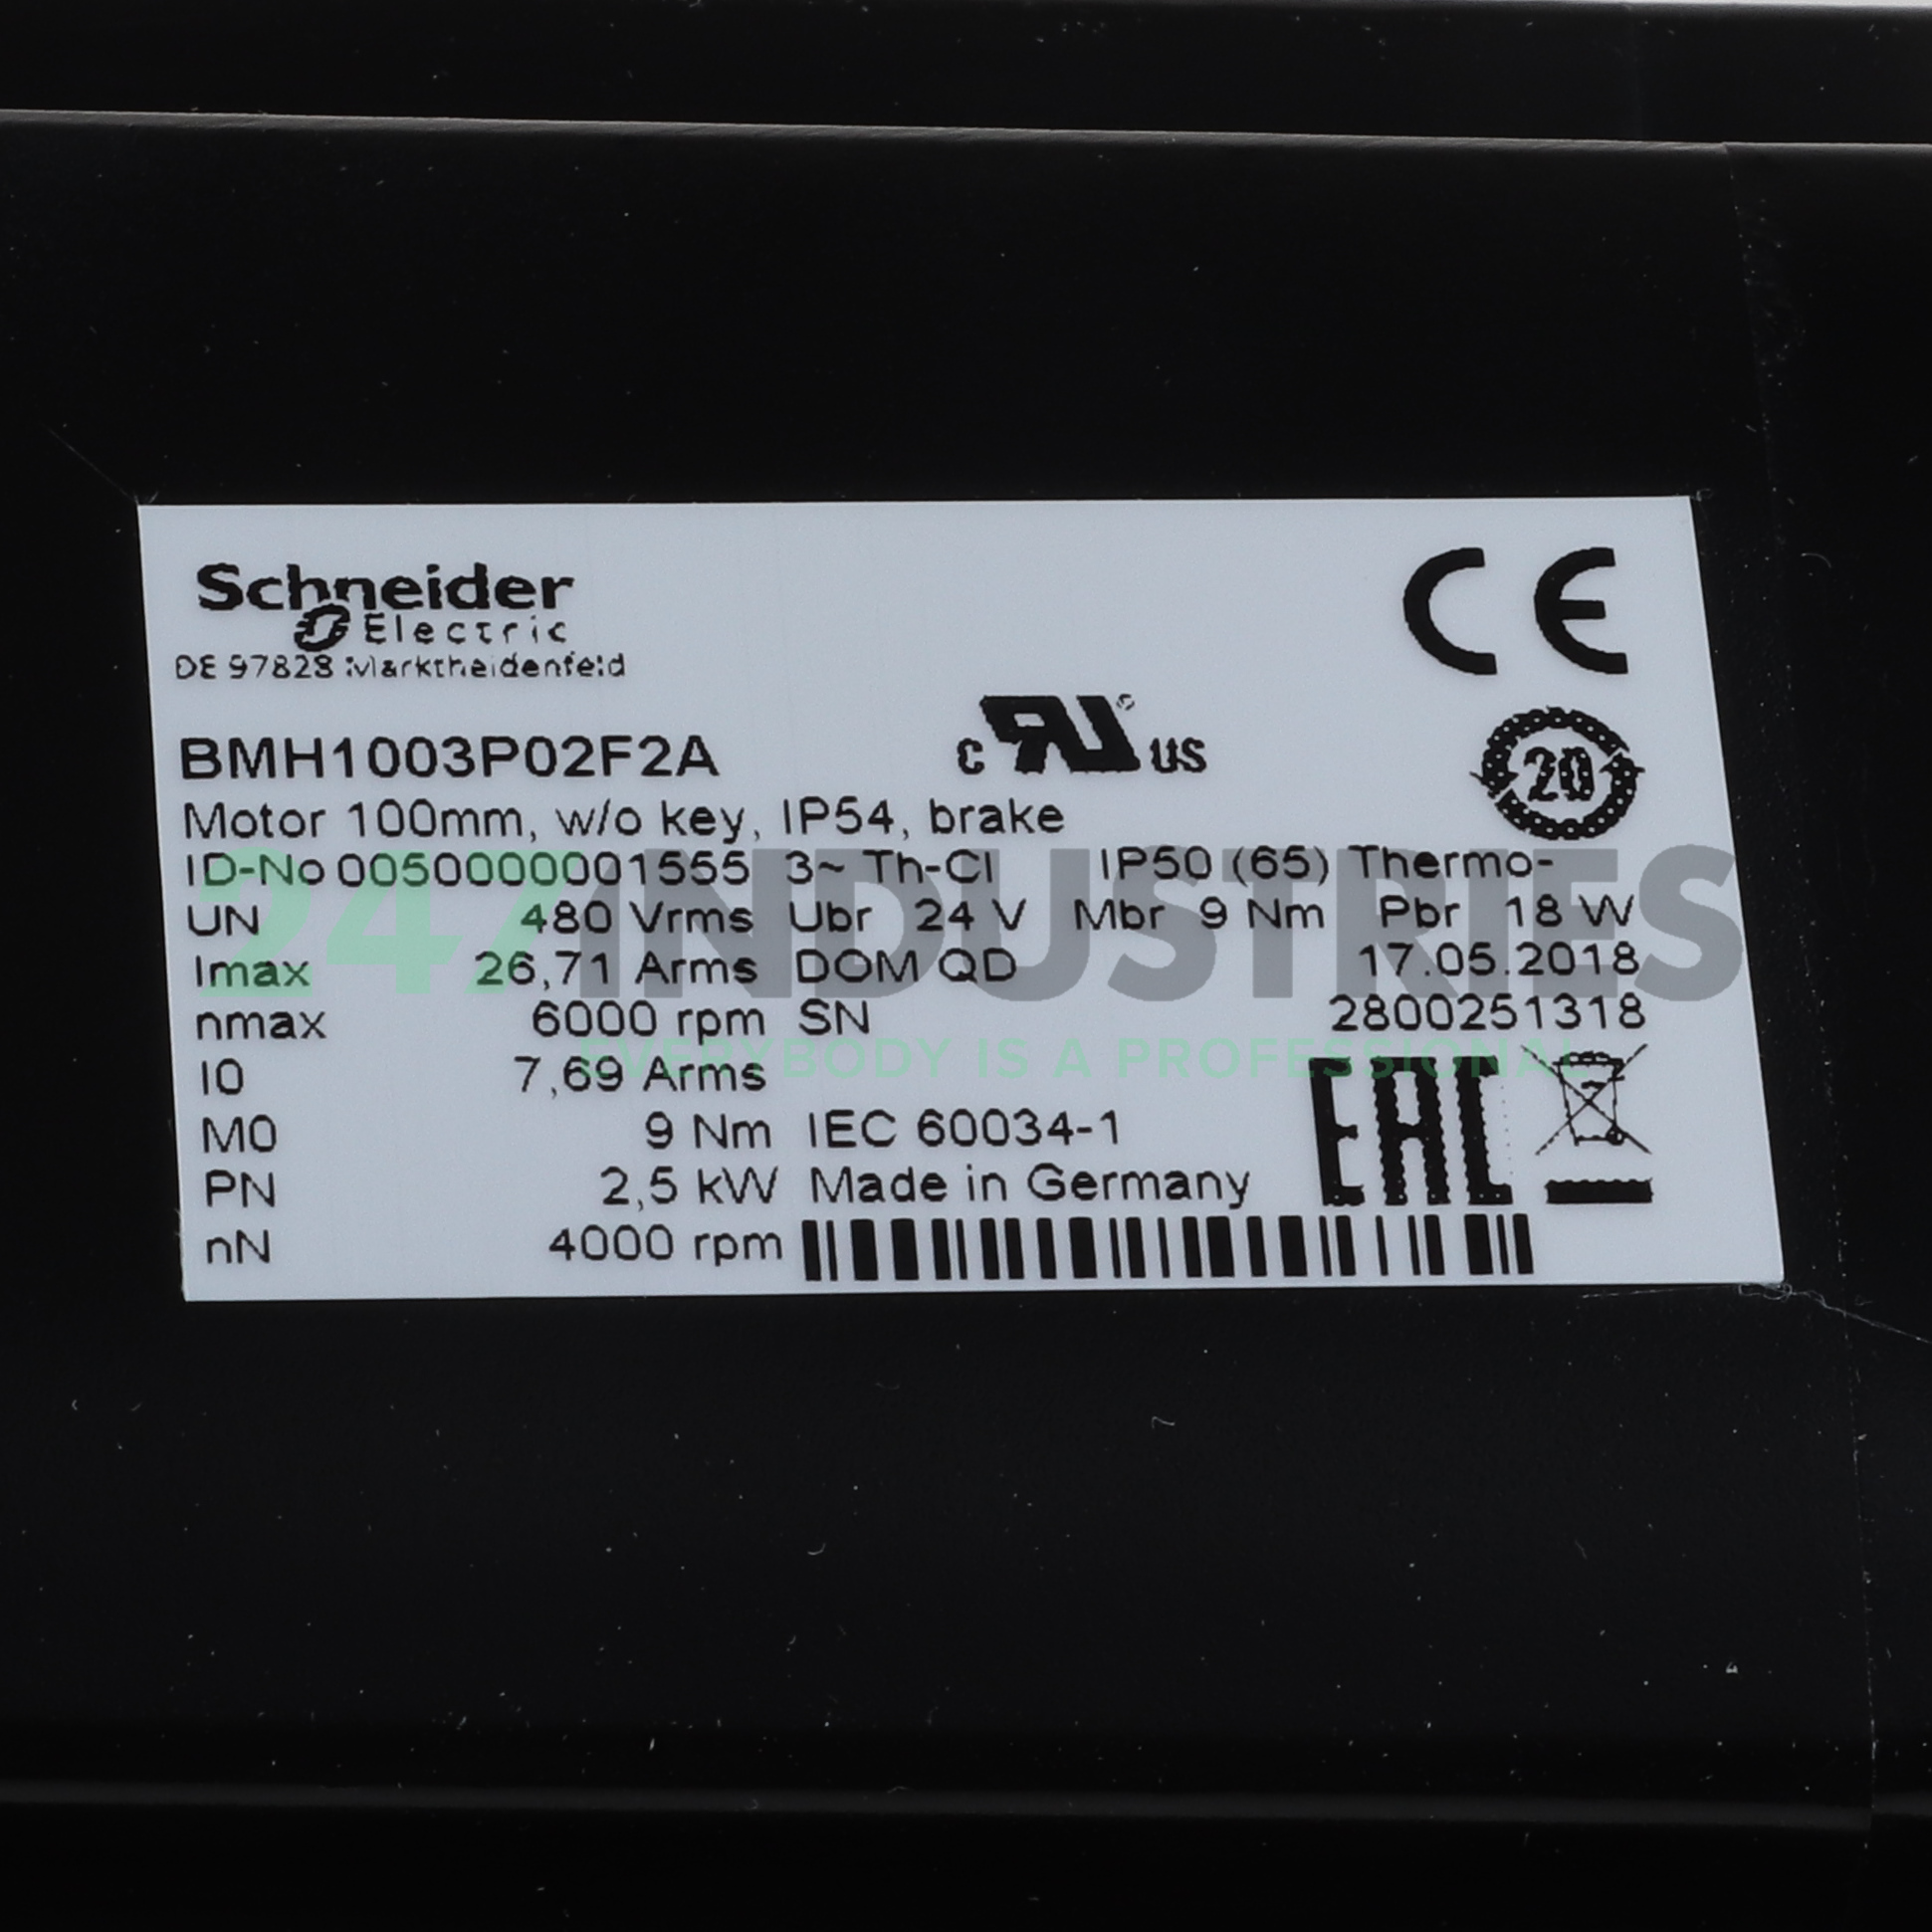 Schneider
Electric
DE 97828 Marktheidenfeld
CE
BMH1003P02F2A
c RU ® US
20
Motor 100mm, w/o key, IP54, brake
ID-No 0050000001555 3~ Th-Cl IP50 (65) Thermo-
UN 480 Vrms Ubr 24 V Mbr 9 Nm Pbr 18 W
Imax 26,71 Arms DOM QD 17.05.2018
nmax 6000 rpm SN 2800251318
I0 7,69 Arms
M0 9 Nm IEC 60034-1
PN 2,5 kW Made in Germany
nN 4000 rpm
EAC
247INDUSTRIES
EVERYBODY IS A PROFESSIONAL